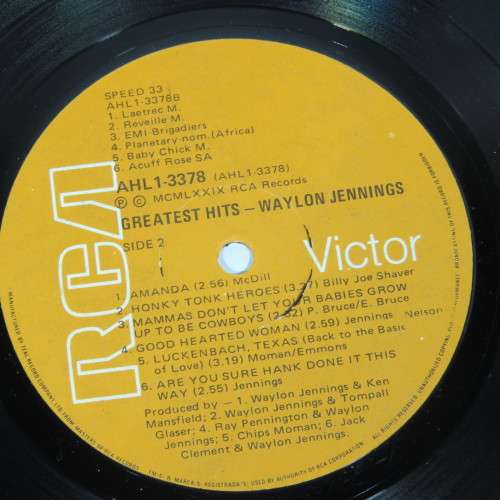 SPEED 33
AHL1-3378B
1. Laetrec M.
2. Reveille M.
3. EMI-Brigadiers
4. Planetary-nom.(Africa)
5. Baby Chick M.
6. Acuff Rose SA
AHL1-3378 (AHL1-3378)
Ⓟ © MCMLXXIX RCA Records
GREATEST HITS – WAYLON JENNINGS
SIDE 2
RCA
Victor
1. AMANDA (2.56) McDill
2. HONKY TONK HEROES (3.27) Billy Joe Shaver
3. MAMMAS DON'T LET YOUR BABIES GROW
UP TO BE COWBOYS (2.32) P. Bruce/E. Bruce
4. GOOD HEARTED WOMAN (2.59) Jennings Nelson
5. LUCKENBACH, TEXAS (Back to the Basic
of Love) (3.19) Moman/Emmons
6. ARE YOU SURE HANK DONE IT THIS
WAY (2.55) Jennings
Produced by – 1. Waylon Jennings & Ken
Mansfield; 2. Waylon Jennings & Tompall
Glaser; 4. Ray Pennington & Waylon
Jennings; 5. Chips Moman; 6. Jack
Clement & Waylon Jennings.